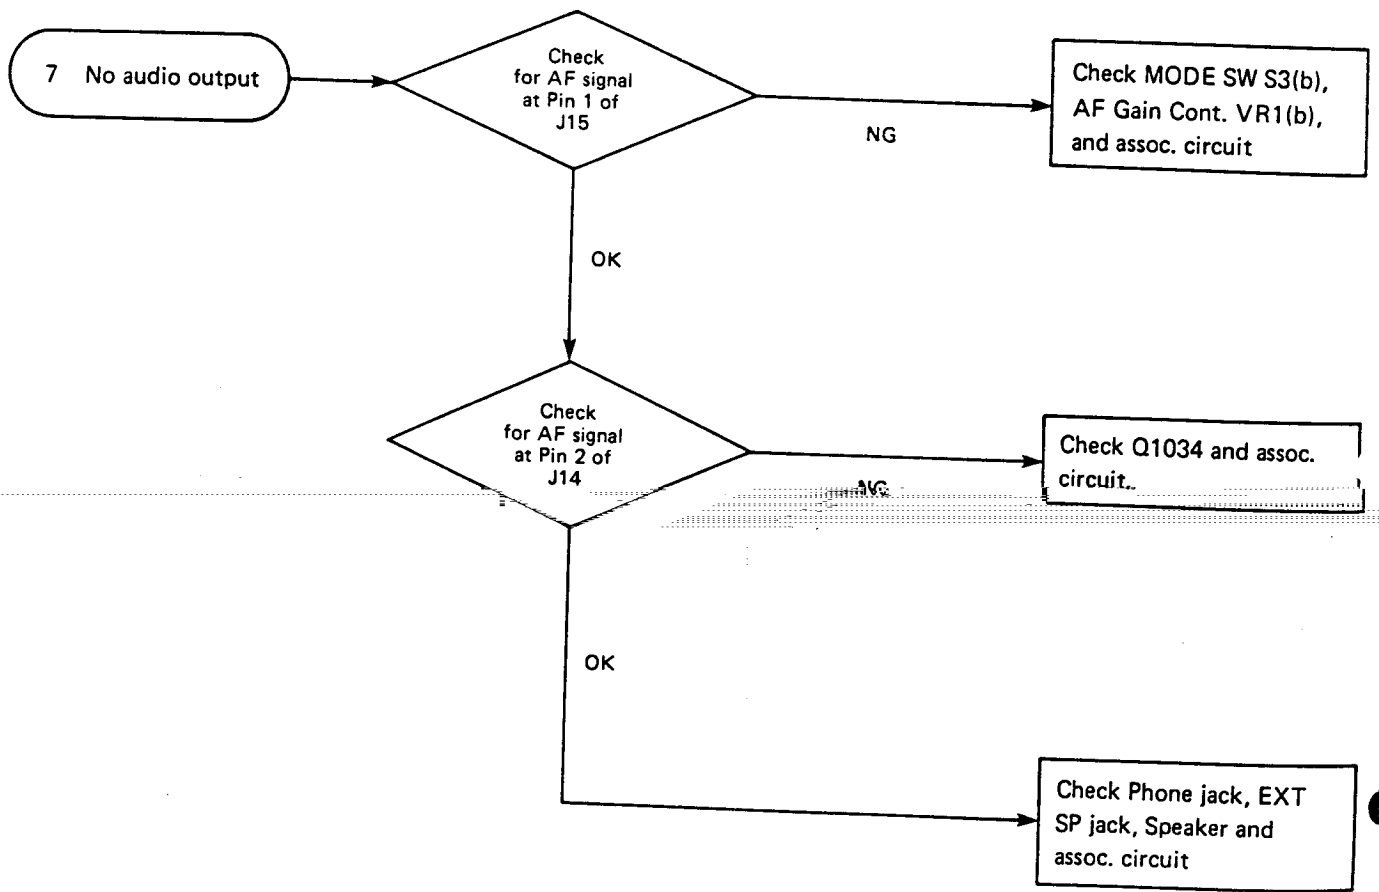 7 No audio output
Check
for AF signal
at Pin 1 of
J15
NG
Check MODE SW S3(b),
AF Gain Cont. VR1(b),
and assoc. circuit
OK
Check
for AF signal
at Pin 2 of
J14
NG
Check Q1034 and assoc.
circuit..
OK
Check Phone jack, EXT
SP jack, Speaker and
assoc. circuit